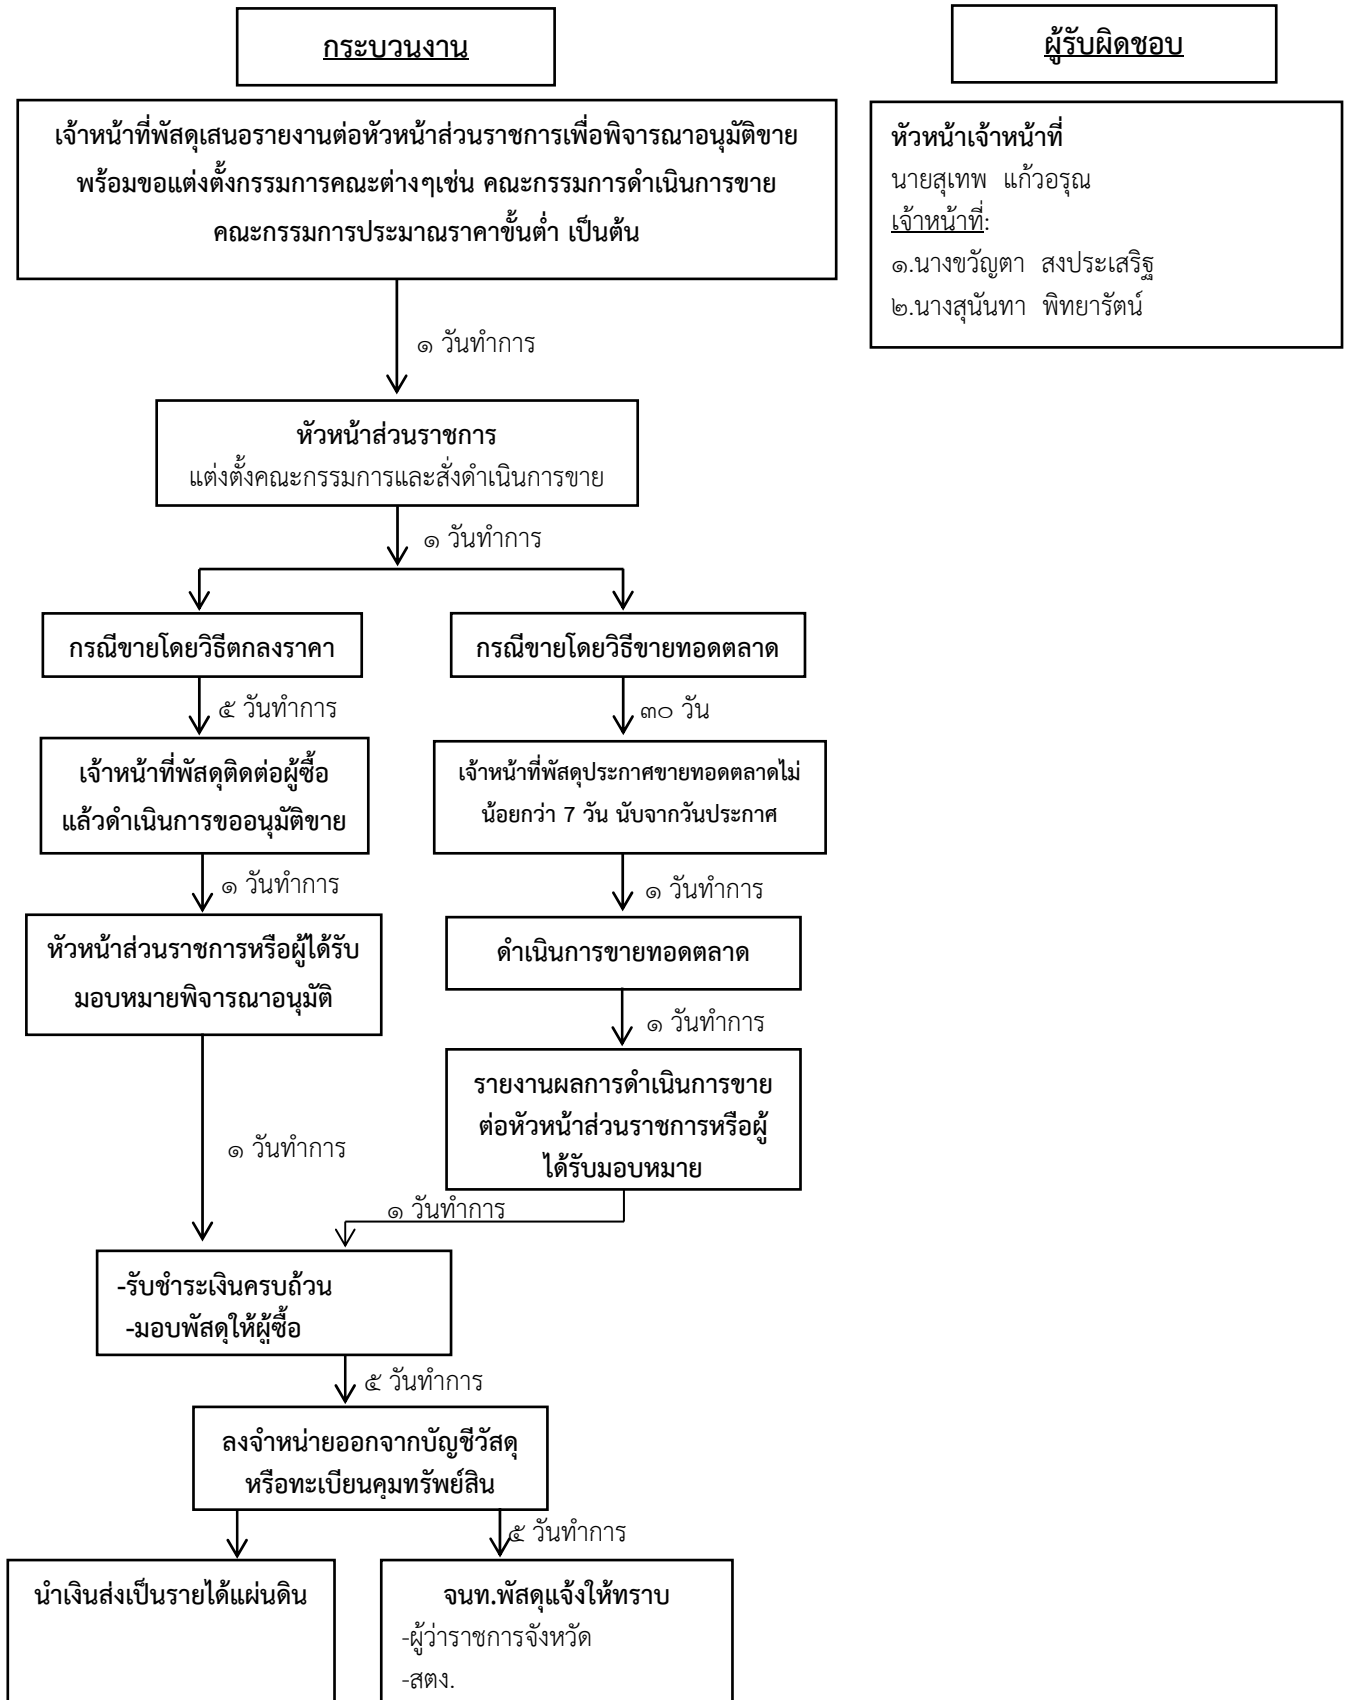 กระบวนงาน
ผู้รับผิดชอบ
เจ้าหน้าที่พัสดุเสนอรายงานต่อหัวหน้าส่วนราชการเพื่อพิจารณาอนุมัติขาย
พร้อมขอแต่งตั้งกรรมการคณะต่างๆเช่น คณะกรรมการดำเนินการขาย
คณะกรรมการประมาณราคาขั้นต่ำ เป็นต้น
หัวหน้าเจ้าหน้าที่
นายสุเทพ แก้วอรุณ
เจ้าหน้าที่:
๑.นางขวัญตา สงประเสริฐ
๒.นางสุนันทา พิทยารัตน์
๑ วันทำการ
หัวหน้าส่วนราชการ
แต่งตั้งคณะกรรมการและสั่งดำเนินการขาย
๑ วันทำการ
กรณีขายโดยวิธีตกลงราคา
๕ วันทำการ
เจ้าหน้าที่พัสดุติดต่อผู้ซื้อ
แล้วดำเนินการขออนุมัติขาย
๑ วันทำการ
หัวหน้าส่วนราชการหรือผู้ได้รับ
มอบหมายพิจารณาอนุมัติ
๑ วันทำการ
กรณีขายโดยวิธีขายทอดตลาด
๓๐ วัน
เจ้าหน้าที่พัสดุประกาศขายทอดตลาดไม่
น้อยกว่า 7 วัน นับจากวันประกาศ
๑ วันทำการ
ดำเนินการขายทอดตลาด
๑ วันทำการ
รายงานผลการดำเนินการขาย
ต่อหัวหน้าส่วนราชการหรือผู้
ได้รับมอบหมาย
๑ วันทำการ
-รับชำระเงินครบถ้วน
-มอบพัสดุให้ผู้ซื้อ
๕ วันทำการ
ลงจำหน่ายออกจากบัญชีวัสดุ
หรือทะเบียนคุมทรัพย์สิน
๕ วันทำการ
นำเงินส่งเป็นรายได้แผ่นดิน
จนท.พัสดุแจ้งให้ทราบ
-ผู้ว่าราชการจังหวัด
-สตง.